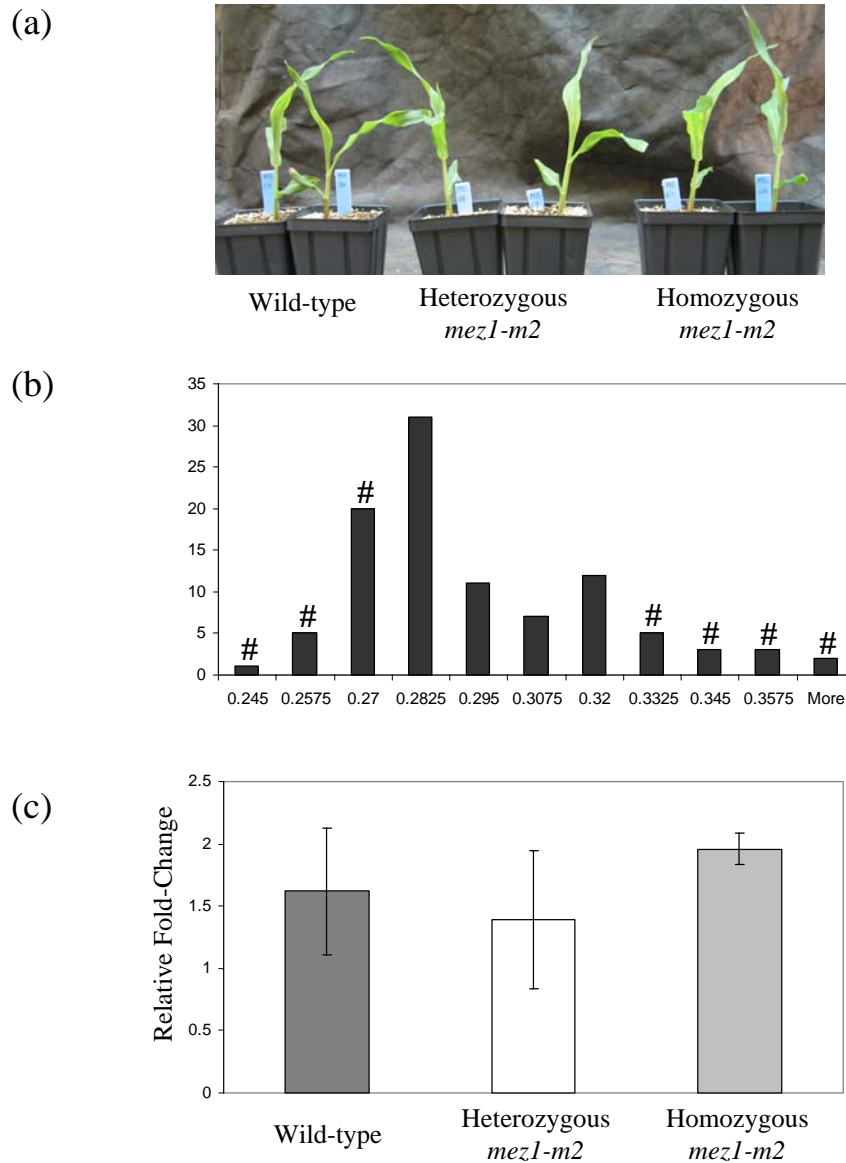 (a)
Wild-type
Heterozygous
mez1-m2
Homozygous
mez1-m2
(b)
35
30
25
20
15
10
5
0
# # # # # # #
0.245 0.2575 0.27 0.2825 0.295 0.3075 0.32 0.3325 0.345 0.3575 More
(c)
Relative Fold-Change
2.5
2
1.5
1
0.5
0
Wild-type
Heterozygous
mez1-m2
Homozygous
mez1-m2